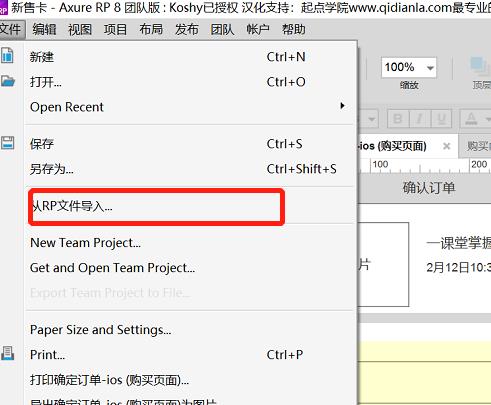 RP 新售卡 - Axure RP 8 团队版 : Koshy已授权 汉化支持：起点学院www.qidianla.com最专业的
文件 编辑 视图 项目 布局 发布 团队 帐户 帮助
新建 Ctrl+N
打开... Ctrl+O
Open Recent
保存 Ctrl+S
另存为... Ctrl+Shift+S
从RP文件导入...
New Team Project...
Get and Open Team Project...
Export Team Project to File...
Paper Size and Settings...
Print... Ctrl+P
打印确定订单-ios (购买页面)...
导出确定订单-ios (购买页面)为图片
100%
缩放 顶层
B I U A
-ios (购买页面) 购买
100 200
确认订单
一课堂掌握
片
2月12日10:3